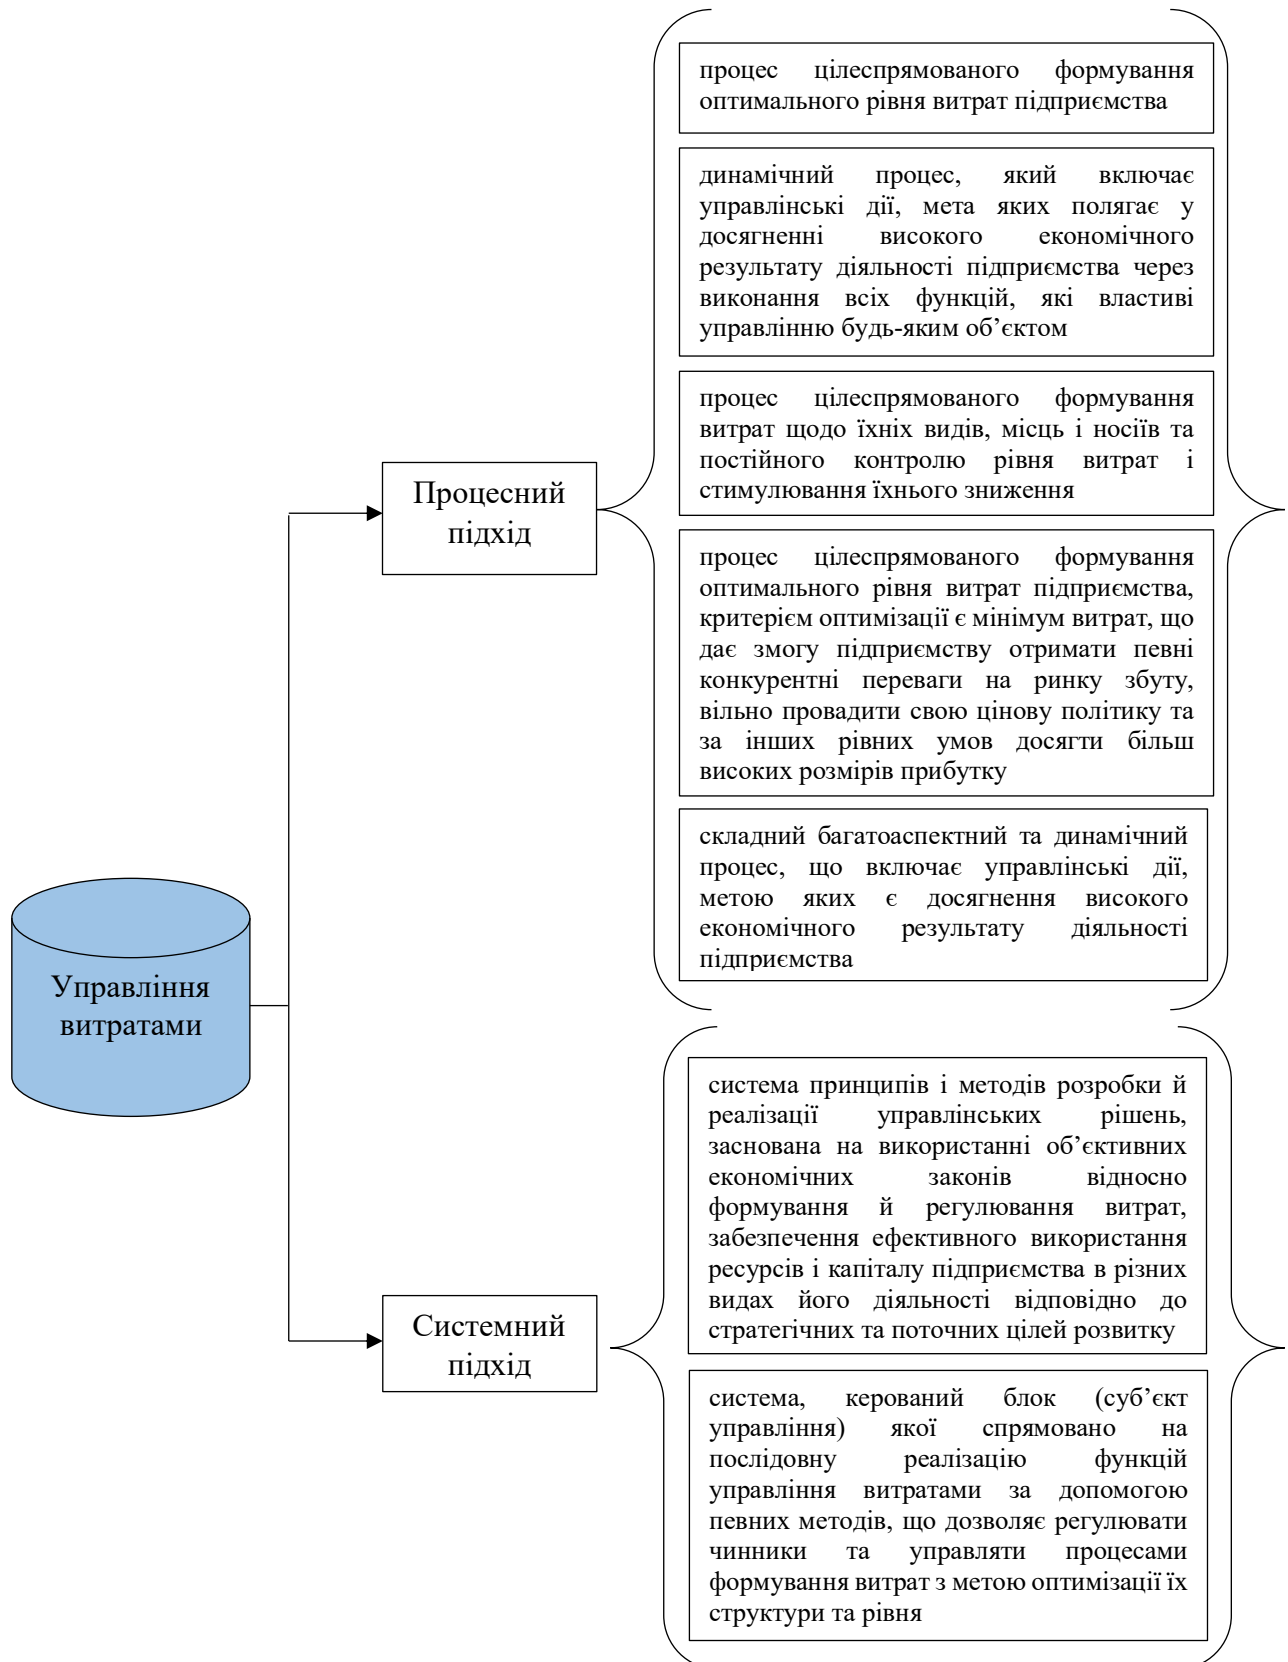 процес цілеспрямованого формування
оптимального рівня витрат підприємства
динамічний процес, який включає
управлінські дії, мета яких полягає у
досягненні високого економічного
результату діяльності підприємства через
виконання всіх функцій, які властиві
управлінню будь-яким об’єктом
процес цілеспрямованого формування
витрат щодо їхніх видів, місць і носіїв та
постійного контролю рівня витрат і
стимулювання їхнього зниження
Процесний
підхід
процес цілеспрямованого формування
оптимального рівня витрат підприємства,
критерієм оптимізації є мінімум витрат, що
дає змогу підприємству отримати певні
конкурентні переваги на ринку збуту,
вільно провадити свою цінову політику та
за інших рівних умов досягти більш
високих розмірів прибутку
складний багатоаспектний та динамічний
процес, що включає управлінські дії,
метою яких є досягнення високого
економічного результату діяльності
підприємства
Управління
витратами
система принципів і методів розробки й
реалізації управлінських рішень,
заснована на використанні об’єктивних
економічних законів відносно
формування й регулювання витрат,
забезпечення ефективного використання
ресурсів і капіталу підприємства в різних
видах його діяльності відповідно до
стратегічних та поточних цілей розвитку
Системний
підхід
система, керований блок (суб’єкт
управління) якої спрямовано на
послідовну реалізацію функцій
управління витратами за допомогою
певних методів, що дозволяє регулювати
чинники та управляти процесами
формування витрат з метою оптимізації їх
структури та рівня